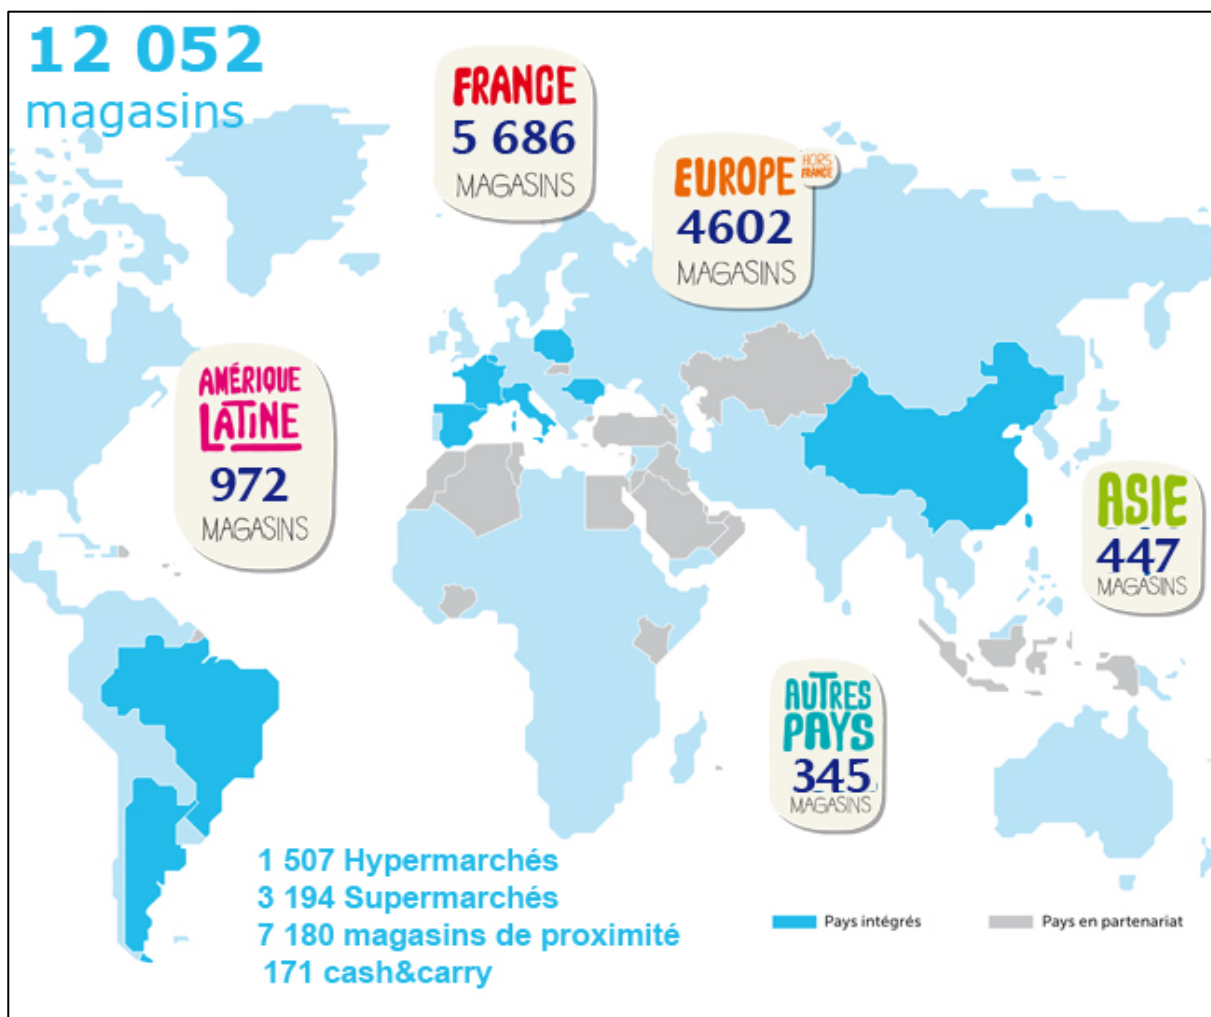 12 052
magasins
FRANCE
5 686
MAGASINS
EUROPE
HORS
FRANCE
4602
MAGASINS
AMÉRIQUE
LATINE
972
MAGASINS
ASIE
447
MAGASINS
AUTRES
PAYS
345
MAGASINS
1 507 Hypermarchés
3 194 Supermarchés
7 180 magasins de proximité
171 cash&carry
Pays intégrés
Pays en partenariat